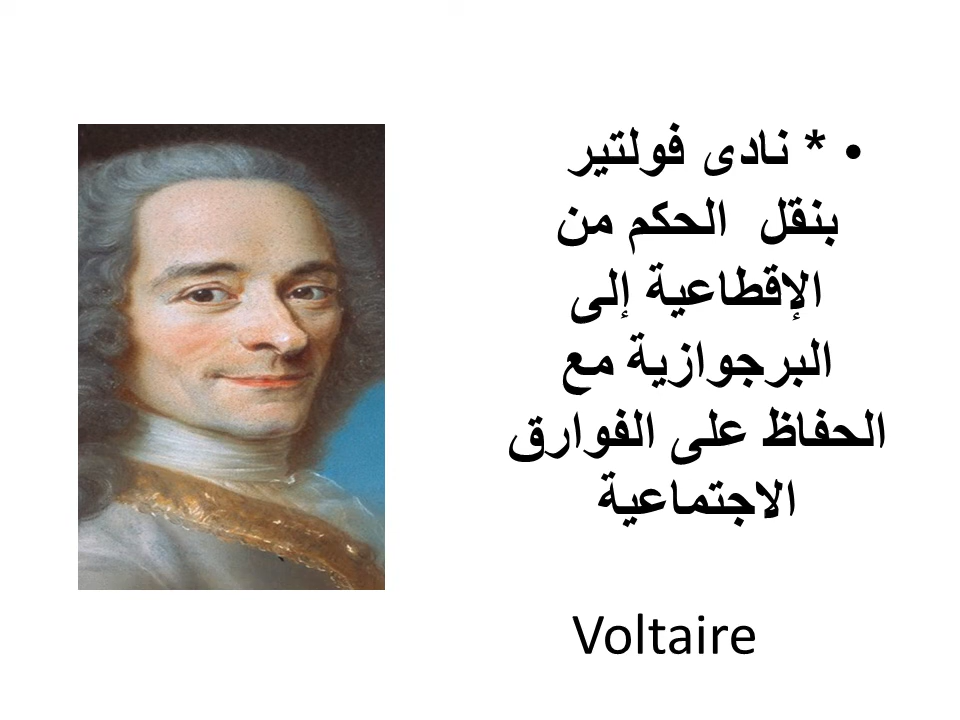 • * نادى فولتير
بنقل الحكم من
الإقطاعية إلى
البرجوازية مع
الحفاظ على الفوارق
الاجتماعية
Voltaire